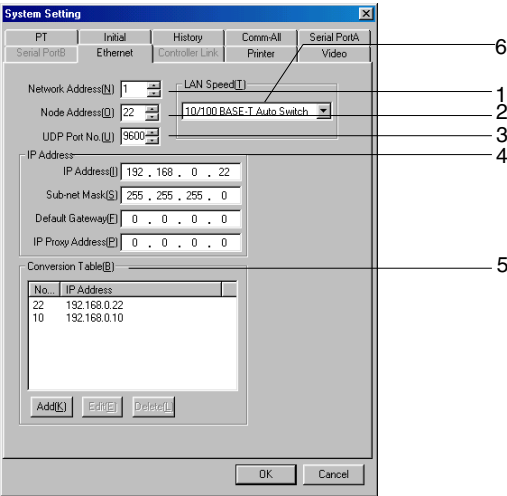 System Setting
PT Initial History Comm-All Serial PortA
Serial PortB Ethernet Controller Link Printer Video
6
Network Address(N) 1 LAN Speed(T)
1
Node Address(O) 22 10/100 BASE-T Auto Switch
2
UDP Port No.(U) 9600
3
IP Address
4
IP Address(I) 192 . 168 . 0 . 22
Sub-net Mask(S) 255 . 255 . 255 . 0
Default Gateway(F) 0 . 0 . 0 . 0
IP Proxy Address(P) 0 . 0 . 0 . 0
Conversion Table(B)
5
No... IP Address
22 192.168.0.22
10 192.168.0.10
Add(K) Edit(E) Delete(L)
OK Cancel